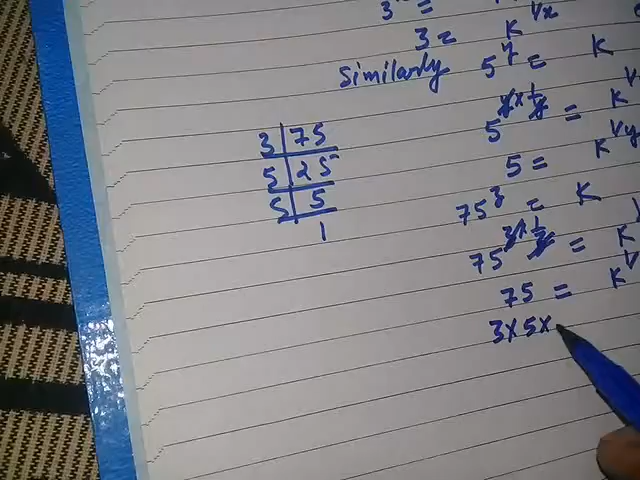 3 =
3 = K^1/x
Similarly 5^y = K
5^y×1/y = K
5 = K^1/y
75^z = K
75^z×1/z = K
75 = K
3×5×
3 | 75
5 | 25
5 | 5
1